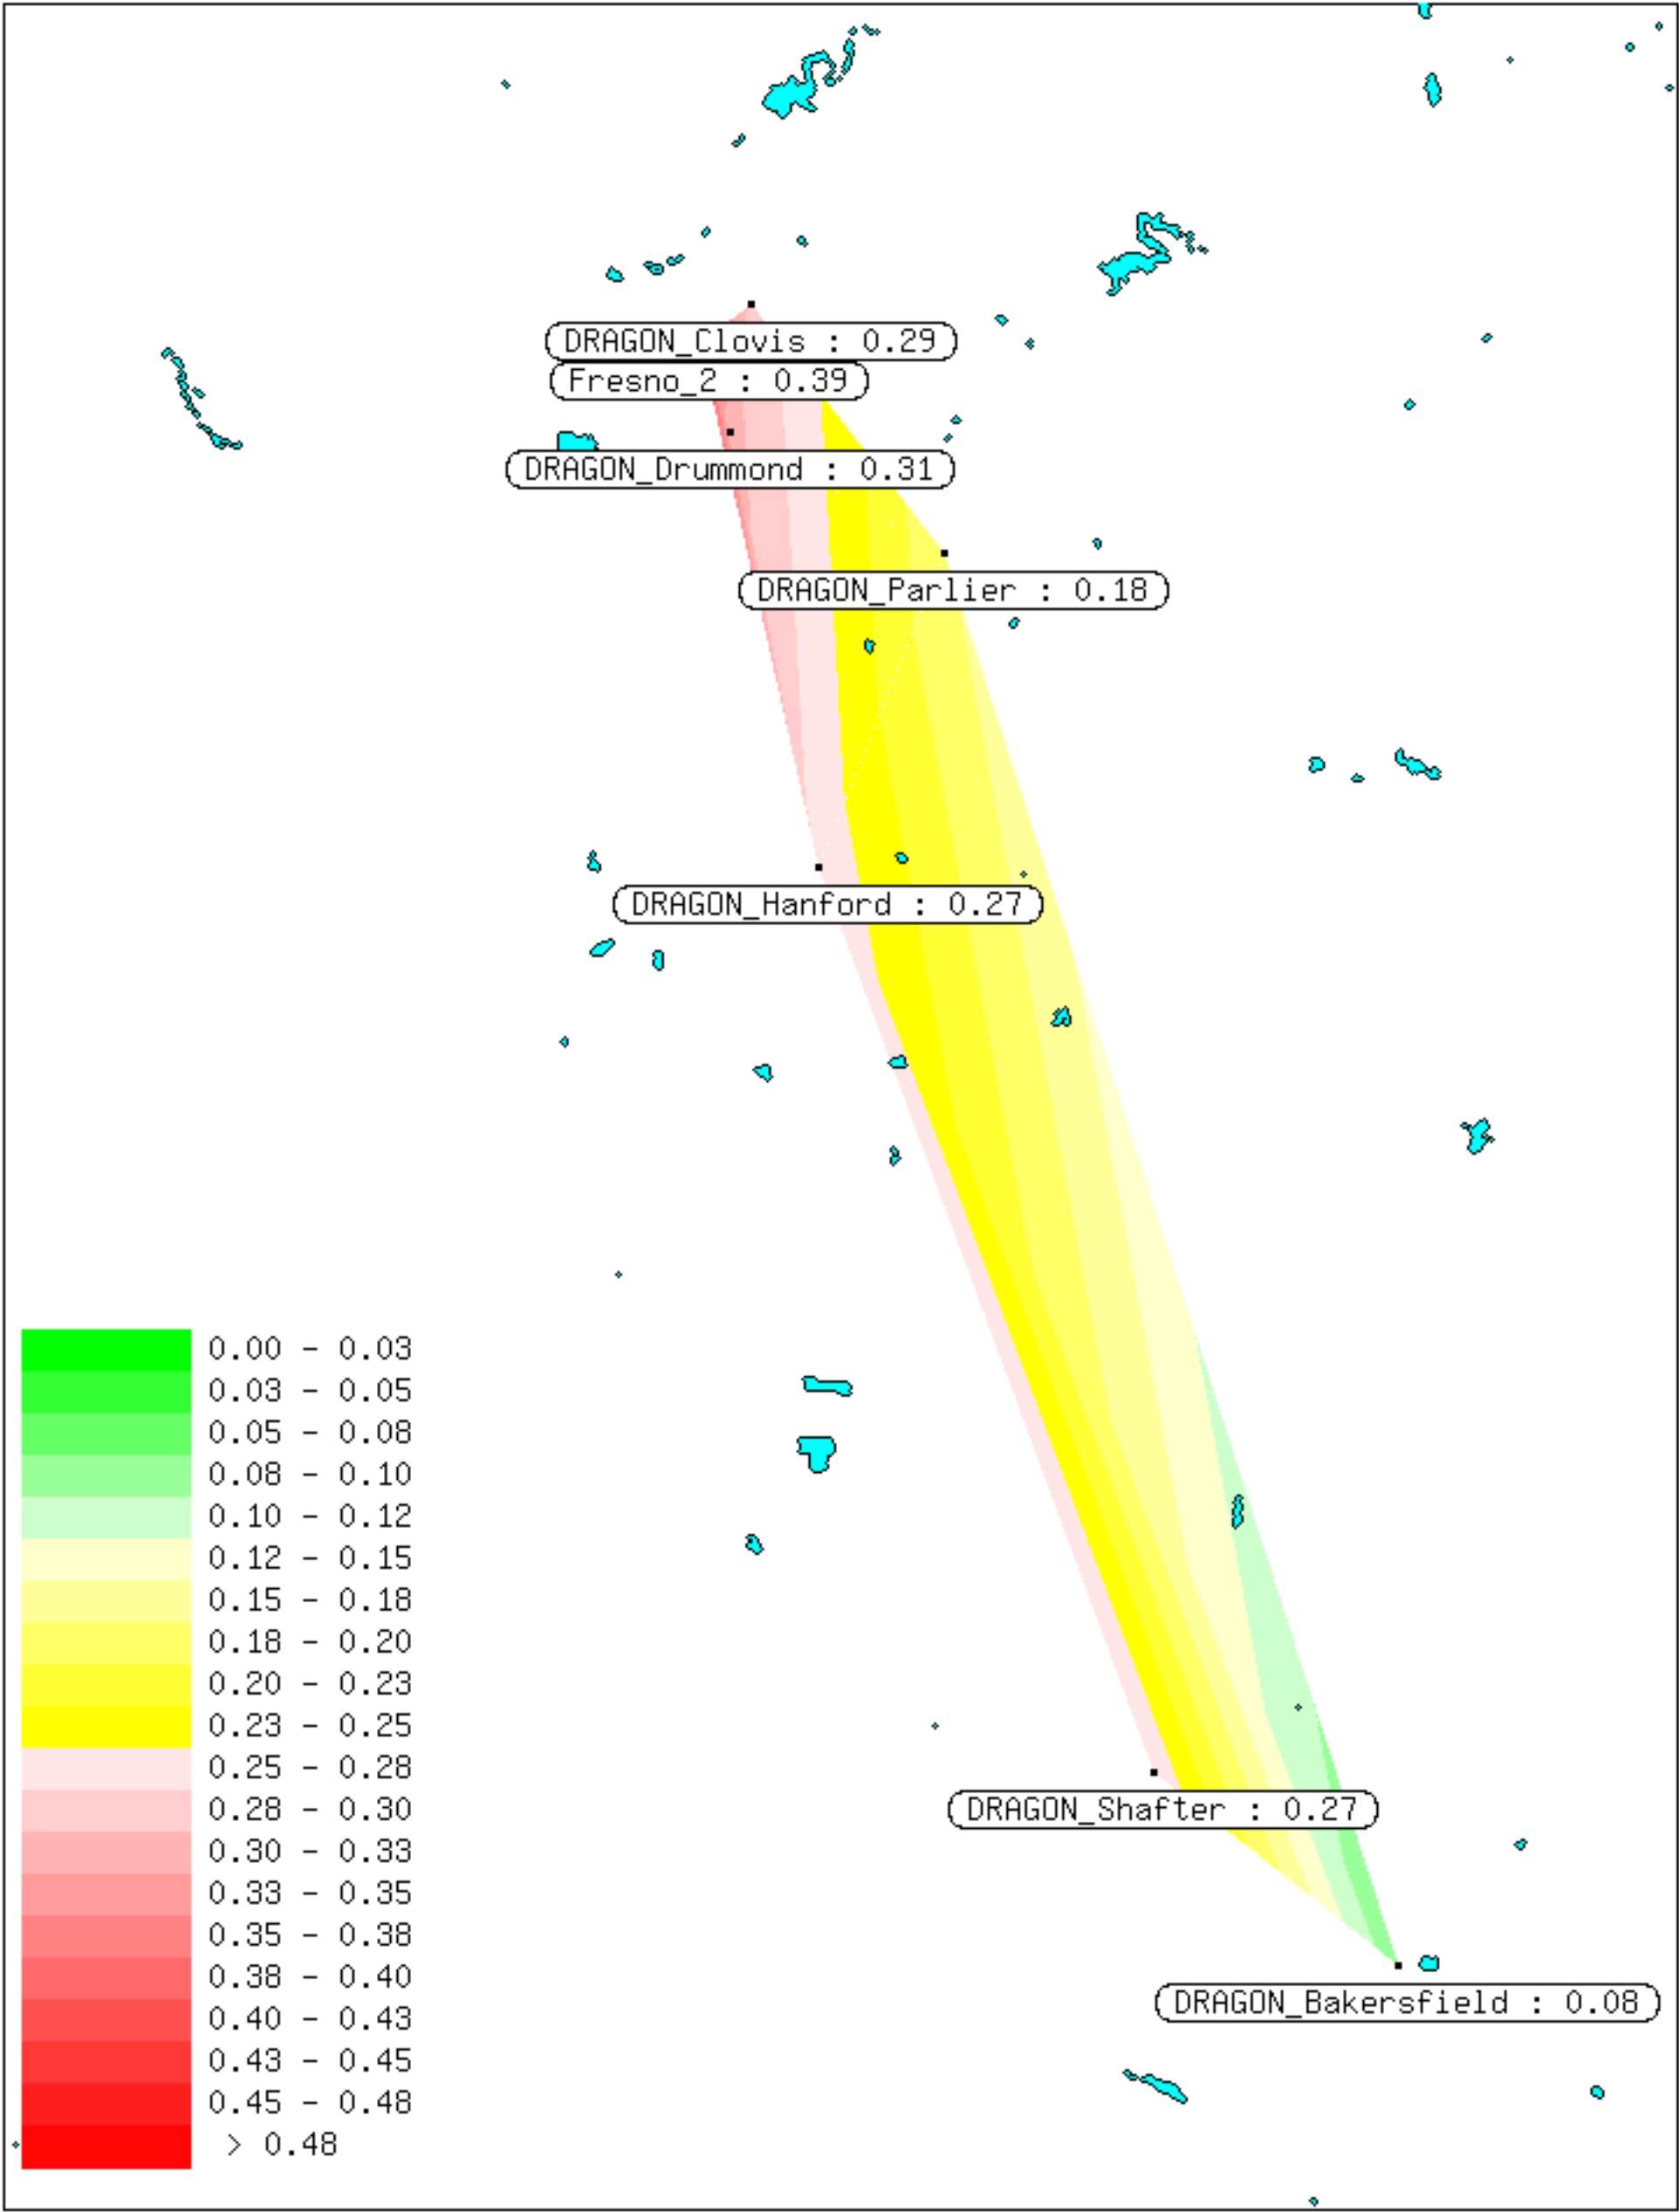 DRAGON_Clovis : 0.29
Fresno_2 : 0.39
DRAGON_Drummond : 0.31
DRAGON_Parlier : 0.18
DRAGON_Hanford : 0.27
0.00 - 0.03
0.03 - 0.05
0.05 - 0.08
0.08 - 0.10
0.10 - 0.12
0.12 - 0.15
0.15 - 0.18
0.18 - 0.20
0.20 - 0.23
0.23 - 0.25
0.25 - 0.28
0.28 - 0.30
0.30 - 0.33
0.33 - 0.35
0.35 - 0.38
0.38 - 0.40
0.40 - 0.43
0.43 - 0.45
0.45 - 0.48
> 0.48
DRAGON_Shafter : 0.27
DRAGON_Bakersfield : 0.08